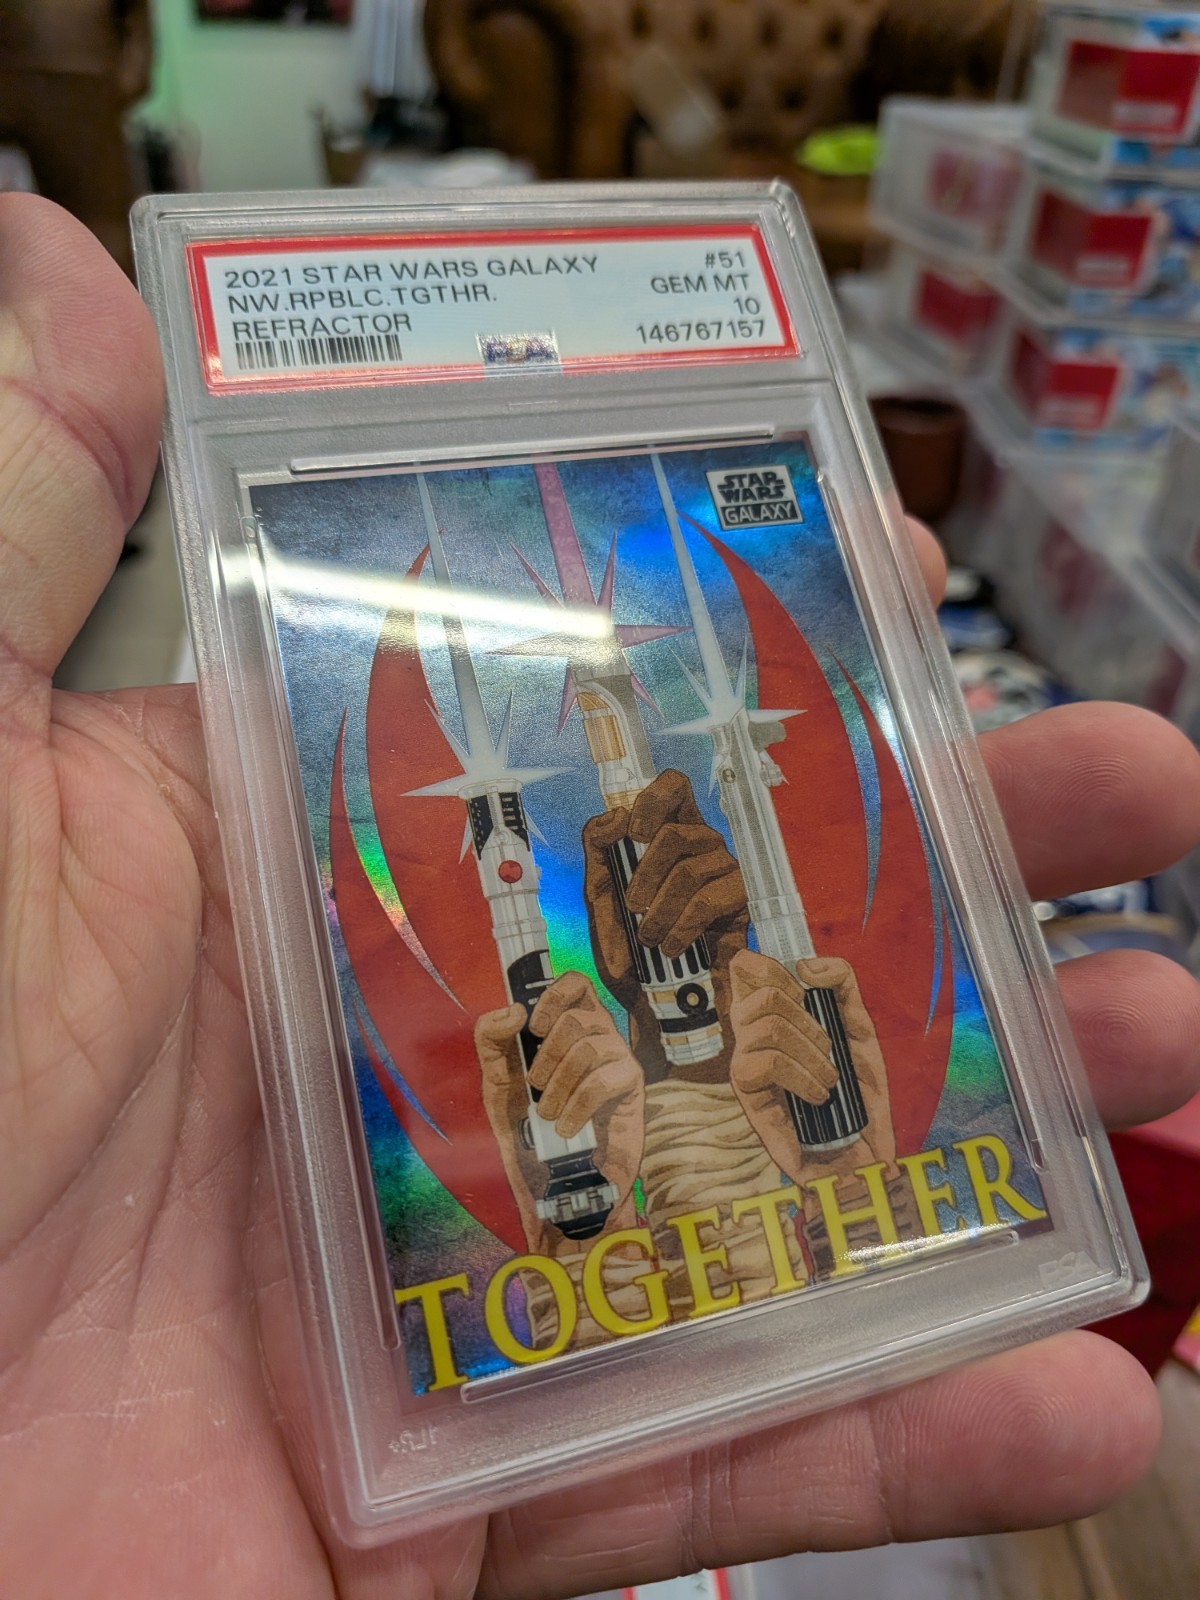 2021 STAR WARS GALAXY #51
NW.RPBLC.TGTHR. GEM MT
REFRACTOR 10
146767157
STAR
WARS
GALAXY
TOGETHER